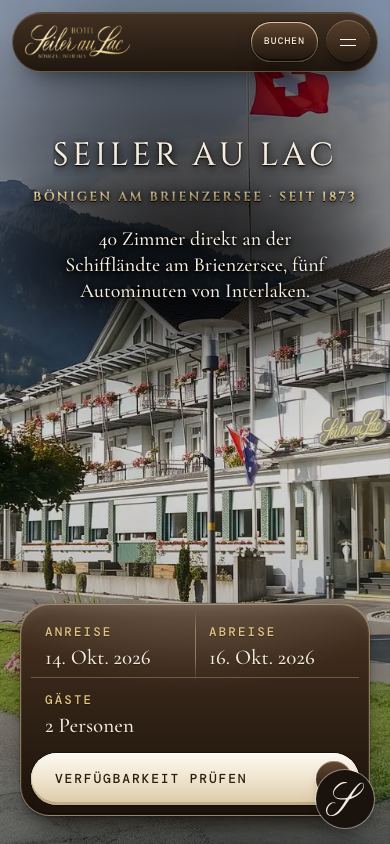 HOTEL
Seiler au Lac
BUCHEN
SEILER AU LAC
BÖNIGEN AM BRIENZERSEE · SEIT 1873
40 Zimmer direkt an der
Schiffländte am Brienzersee, fünf
Autominuten von Interlaken.
Seiler au Lac
ANREISE
14. Okt. 2026
ABREISE
16. Okt. 2026
GÄSTE
2 Personen
VERFÜGBARKEIT PRÜFEN
S